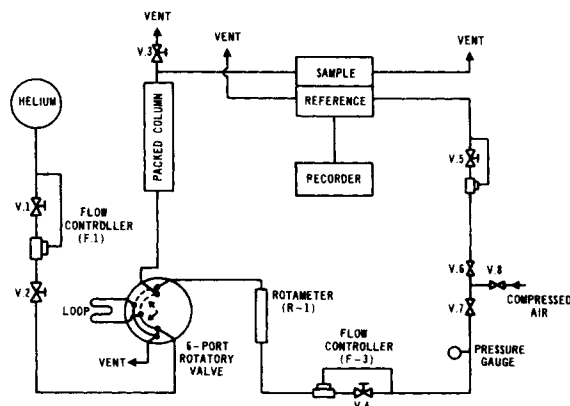 VENT
VENT
VENT
V.3
SAMPLE
REFERENCE
HELIUM
PACKED COLUMN
RECORDER
V.5
V.1
FLOW
CONTROLLER
(F.1)
V.6
V.8
V.2
COMPRESSED
AIR
V.7
LOOP
ROTAMETER
(R-1)
FLOW
CONTROLLER
(F-3)
VENT
6-PORT
ROTATORY
VALVE
PRESSURE
GAUGE
V.4